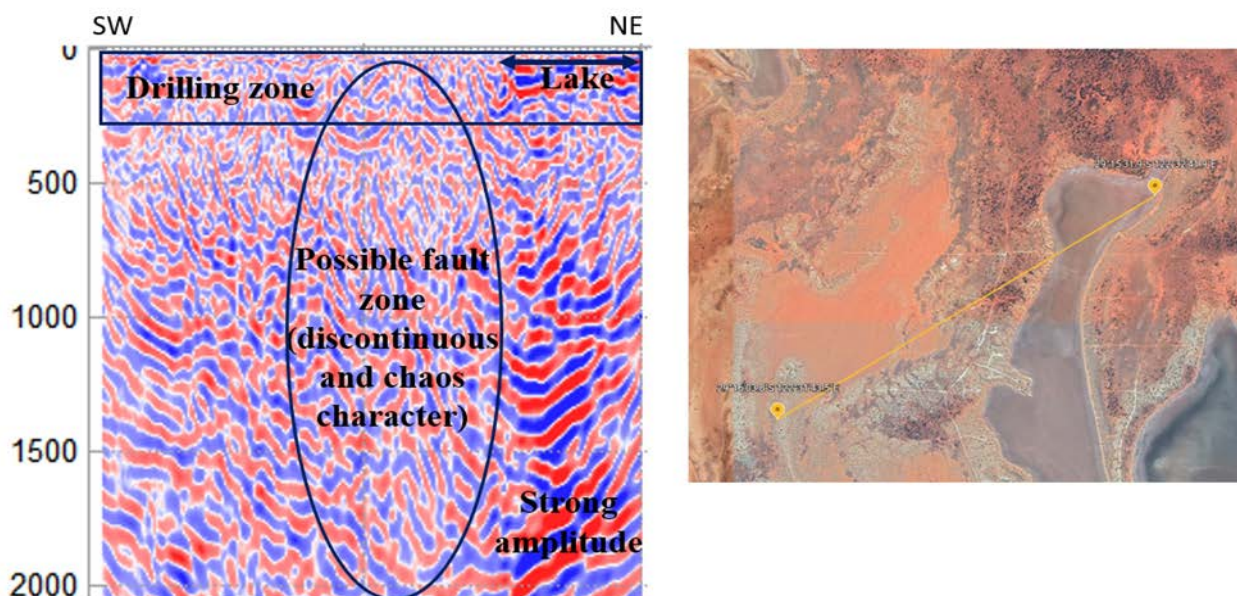 SW
NE
0
Drilling zone
Lake
500
Possible fault
zone
1000
(discontinuous
and chaos
character)
1500
Strong
amplitude
2000